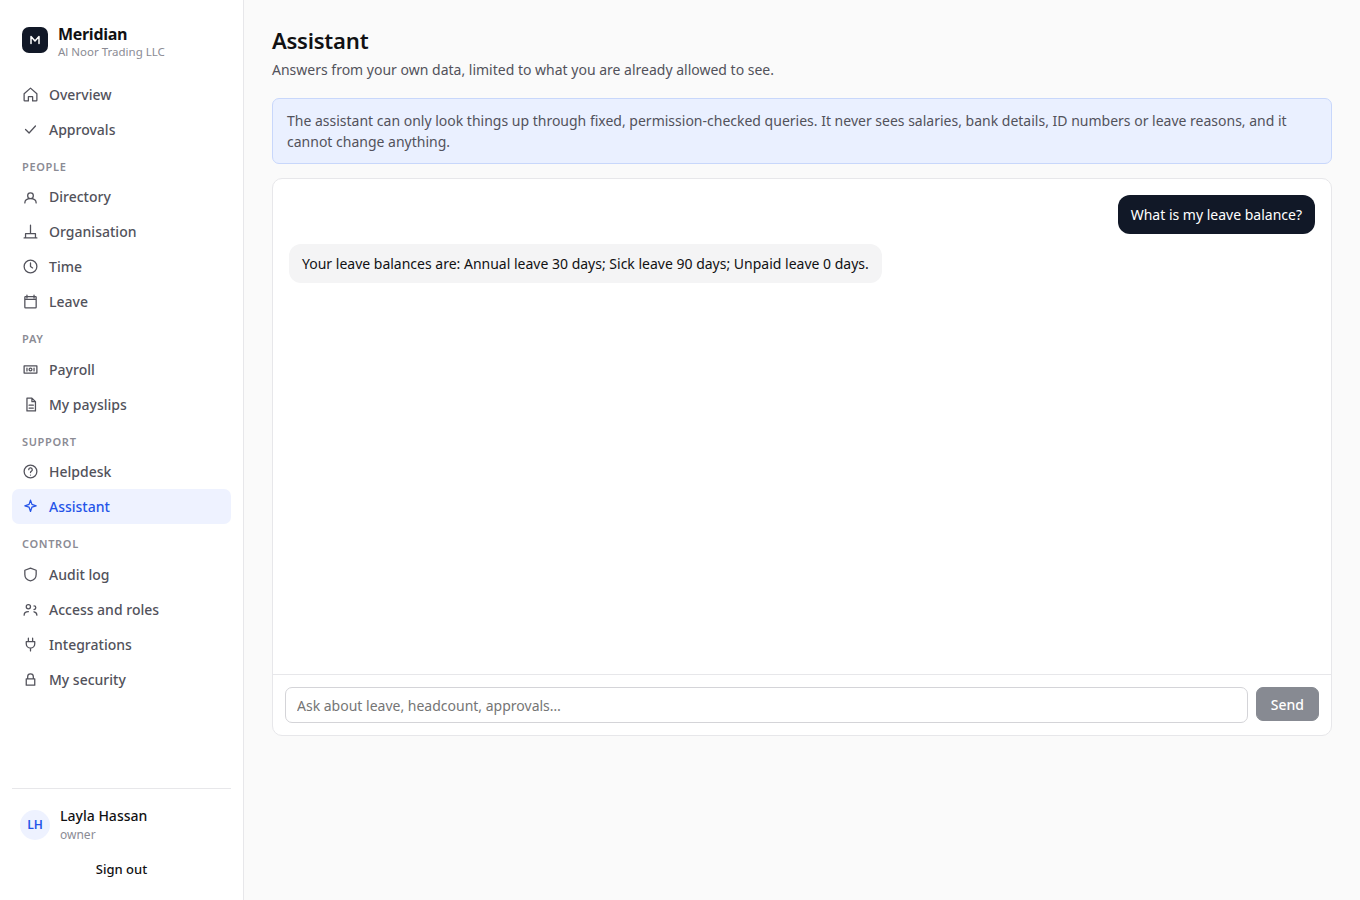 Meridian
Al Noor Trading LLC
Overview
Approvals
PEOPLE
Directory
Organisation
Time
Leave
PAY
Payroll
My payslips
SUPPORT
Helpdesk
Assistant
CONTROL
Audit log
Access and roles
Integrations
My security
LH
Layla Hassan
owner
Sign out
Assistant
Answers from your own data, limited to what you are already allowed to see.
The assistant can only look things up through fixed, permission-checked queries. It never sees salaries, bank details, ID numbers or leave reasons, and it
cannot change anything.
What is my leave balance?
Your leave balances are: Annual leave 30 days; Sick leave 90 days; Unpaid leave 0 days.
Ask about leave, headcount, approvals...
Send